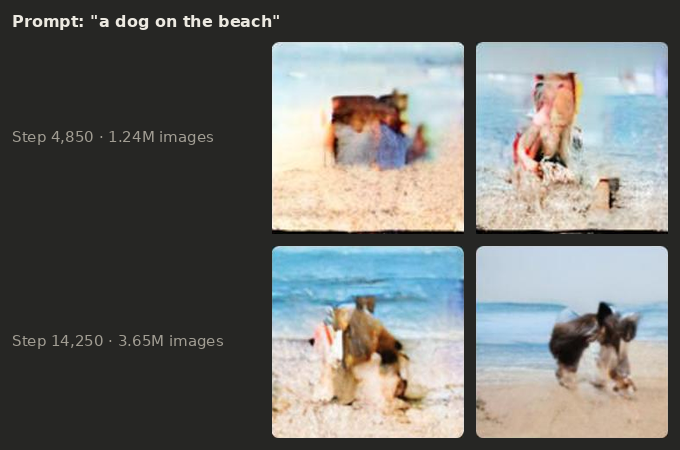 Prompt: "a dog on the beach"
Step 4,850 · 1.24M images
Step 14,250 · 3.65M images